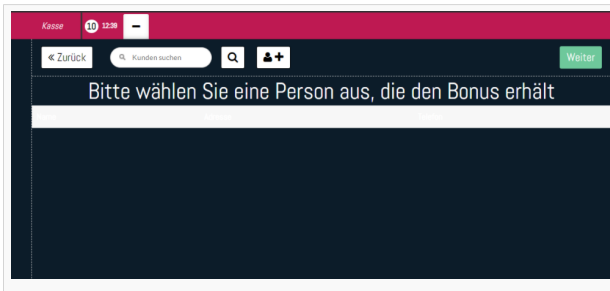 Kasse 10 12:39
« Zurück Kunden suchen Weiter
Bitte wählen Sie eine Person aus, die den Bonus erhält